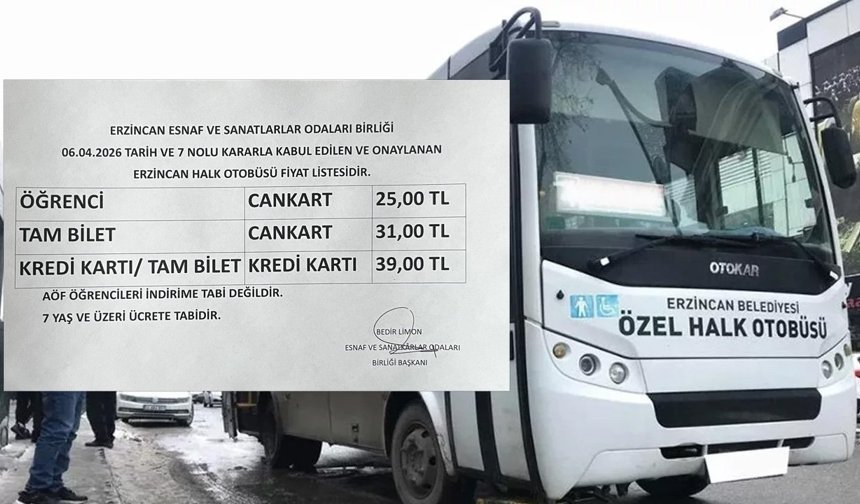 ERZİNCAN ESNAF VE SANATLARLAR ODALARI BİRLİĞİ
06.04.2026 TARİH VE 7 NOLU KARARLA KABUL EDİLEN VE ONAYLANAN
ERZİNCAN HALK OTOBÜSÜ FİYAT LİSTESİDİR.
ÖĞRENCİ CANKART 25,00 TL
TAM BİLET CANKART 31,00 TL
KREDİ KARTI/ TAM BİLET KREDİ KARTI 39,00 TL
AÖF ÖĞRENCİLERİ İNDİRİME TABİ DEĞİLDİR.
7 YAŞ VE ÜZERİ ÜCRETE TABİDİR.
BEDİR LİMON
ESNAF VE SANATKARLAR ODALARI
BİRLİĞİ BAŞKANI
OTOKAR
ERZİNCAN BELEDİYESİ
ÖZEL HALK OTOBÜSÜ